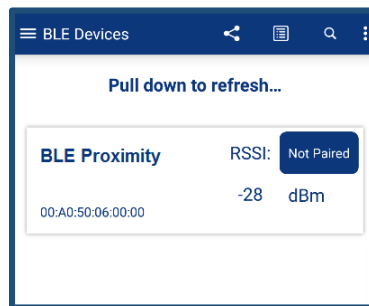 BLE Devices
Pull down to refresh...
BLE Proximity
RSSI:
Not Paired
-28 dBm
00:A0:50:06:00:00